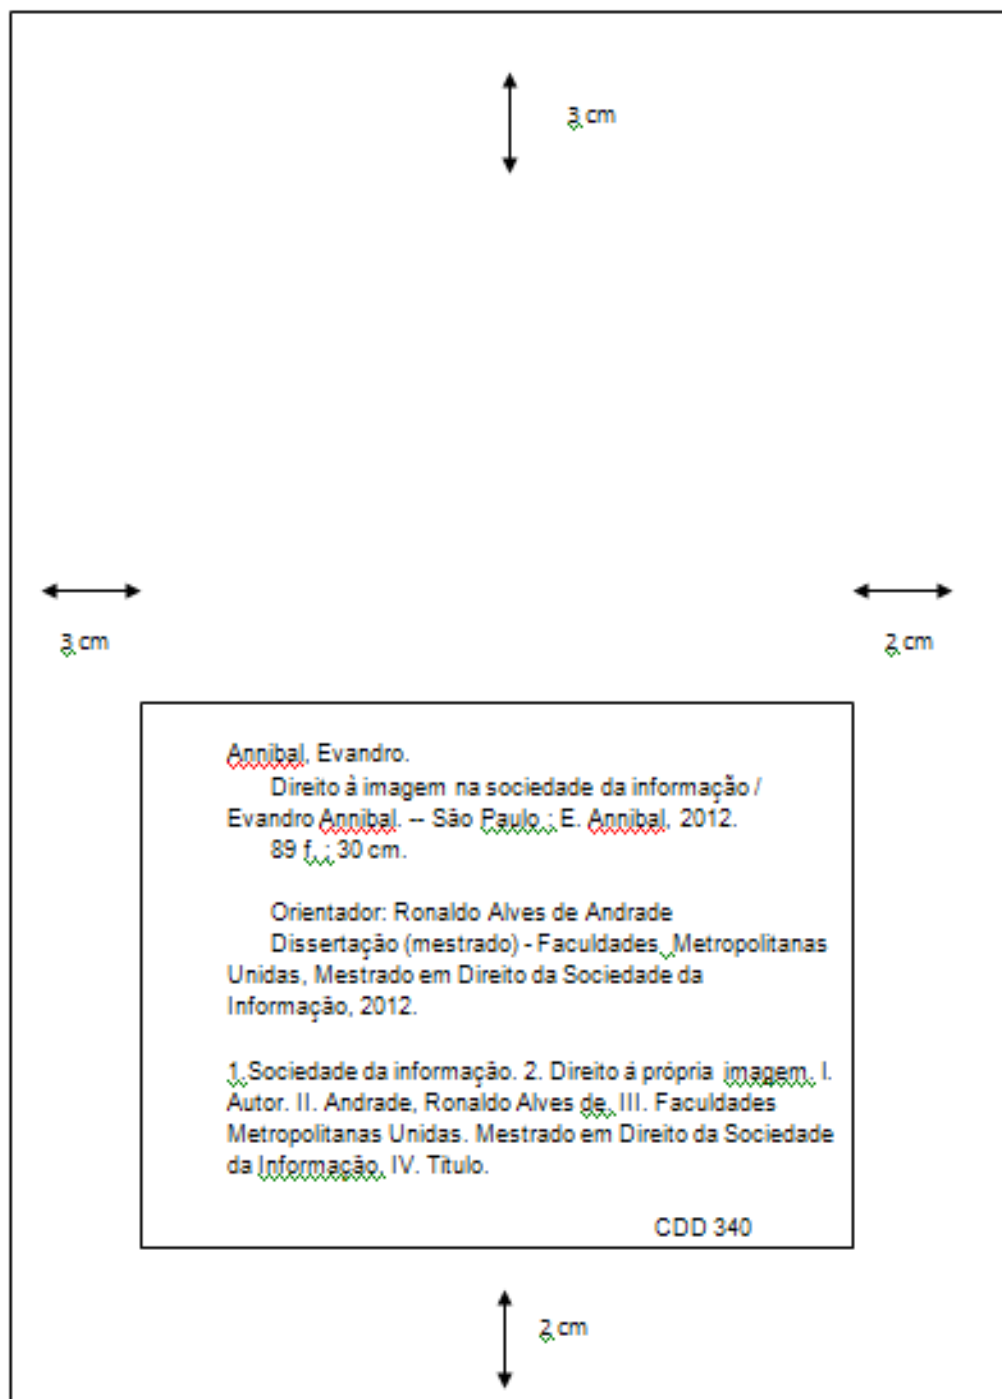 3 cm
3 cm
2 cm
Annibal, Evandro.
Direito à imagem na sociedade da informação /
Evandro Annibal. -- São Paulo : E. Annibal, 2012.
89 f. ; 30 cm.
Orientador: Ronaldo Alves de Andrade
Dissertação (mestrado) - Faculdades Metropolitanas
Unidas, Mestrado em Direito da Sociedade da
Informação, 2012.
1.Sociedade da informação. 2. Direito á própria imagem. I.
Autor. II. Andrade, Ronaldo Alves de. III. Faculdades
Metropolitanas Unidas. Mestrado em Direito da Sociedade
da Informação. IV. Título.
CDD 340
2 cm